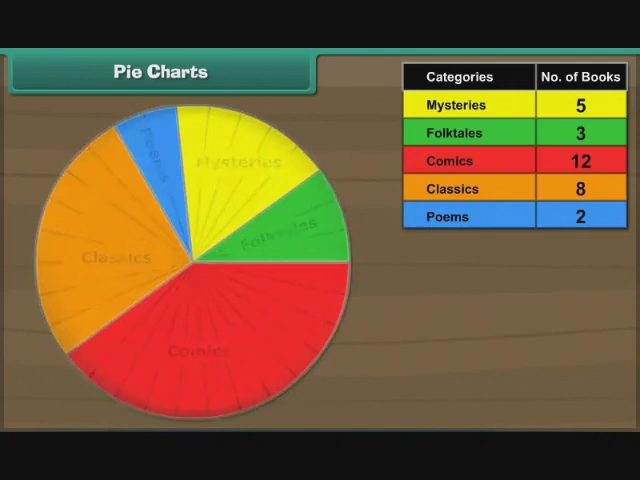 Pie Charts
Categories No. of Books
Mysteries 5
Folktales 3
Comics 12
Classics 8
Poems 2
Poems
Mysteries
Folktales
Classics
Comics